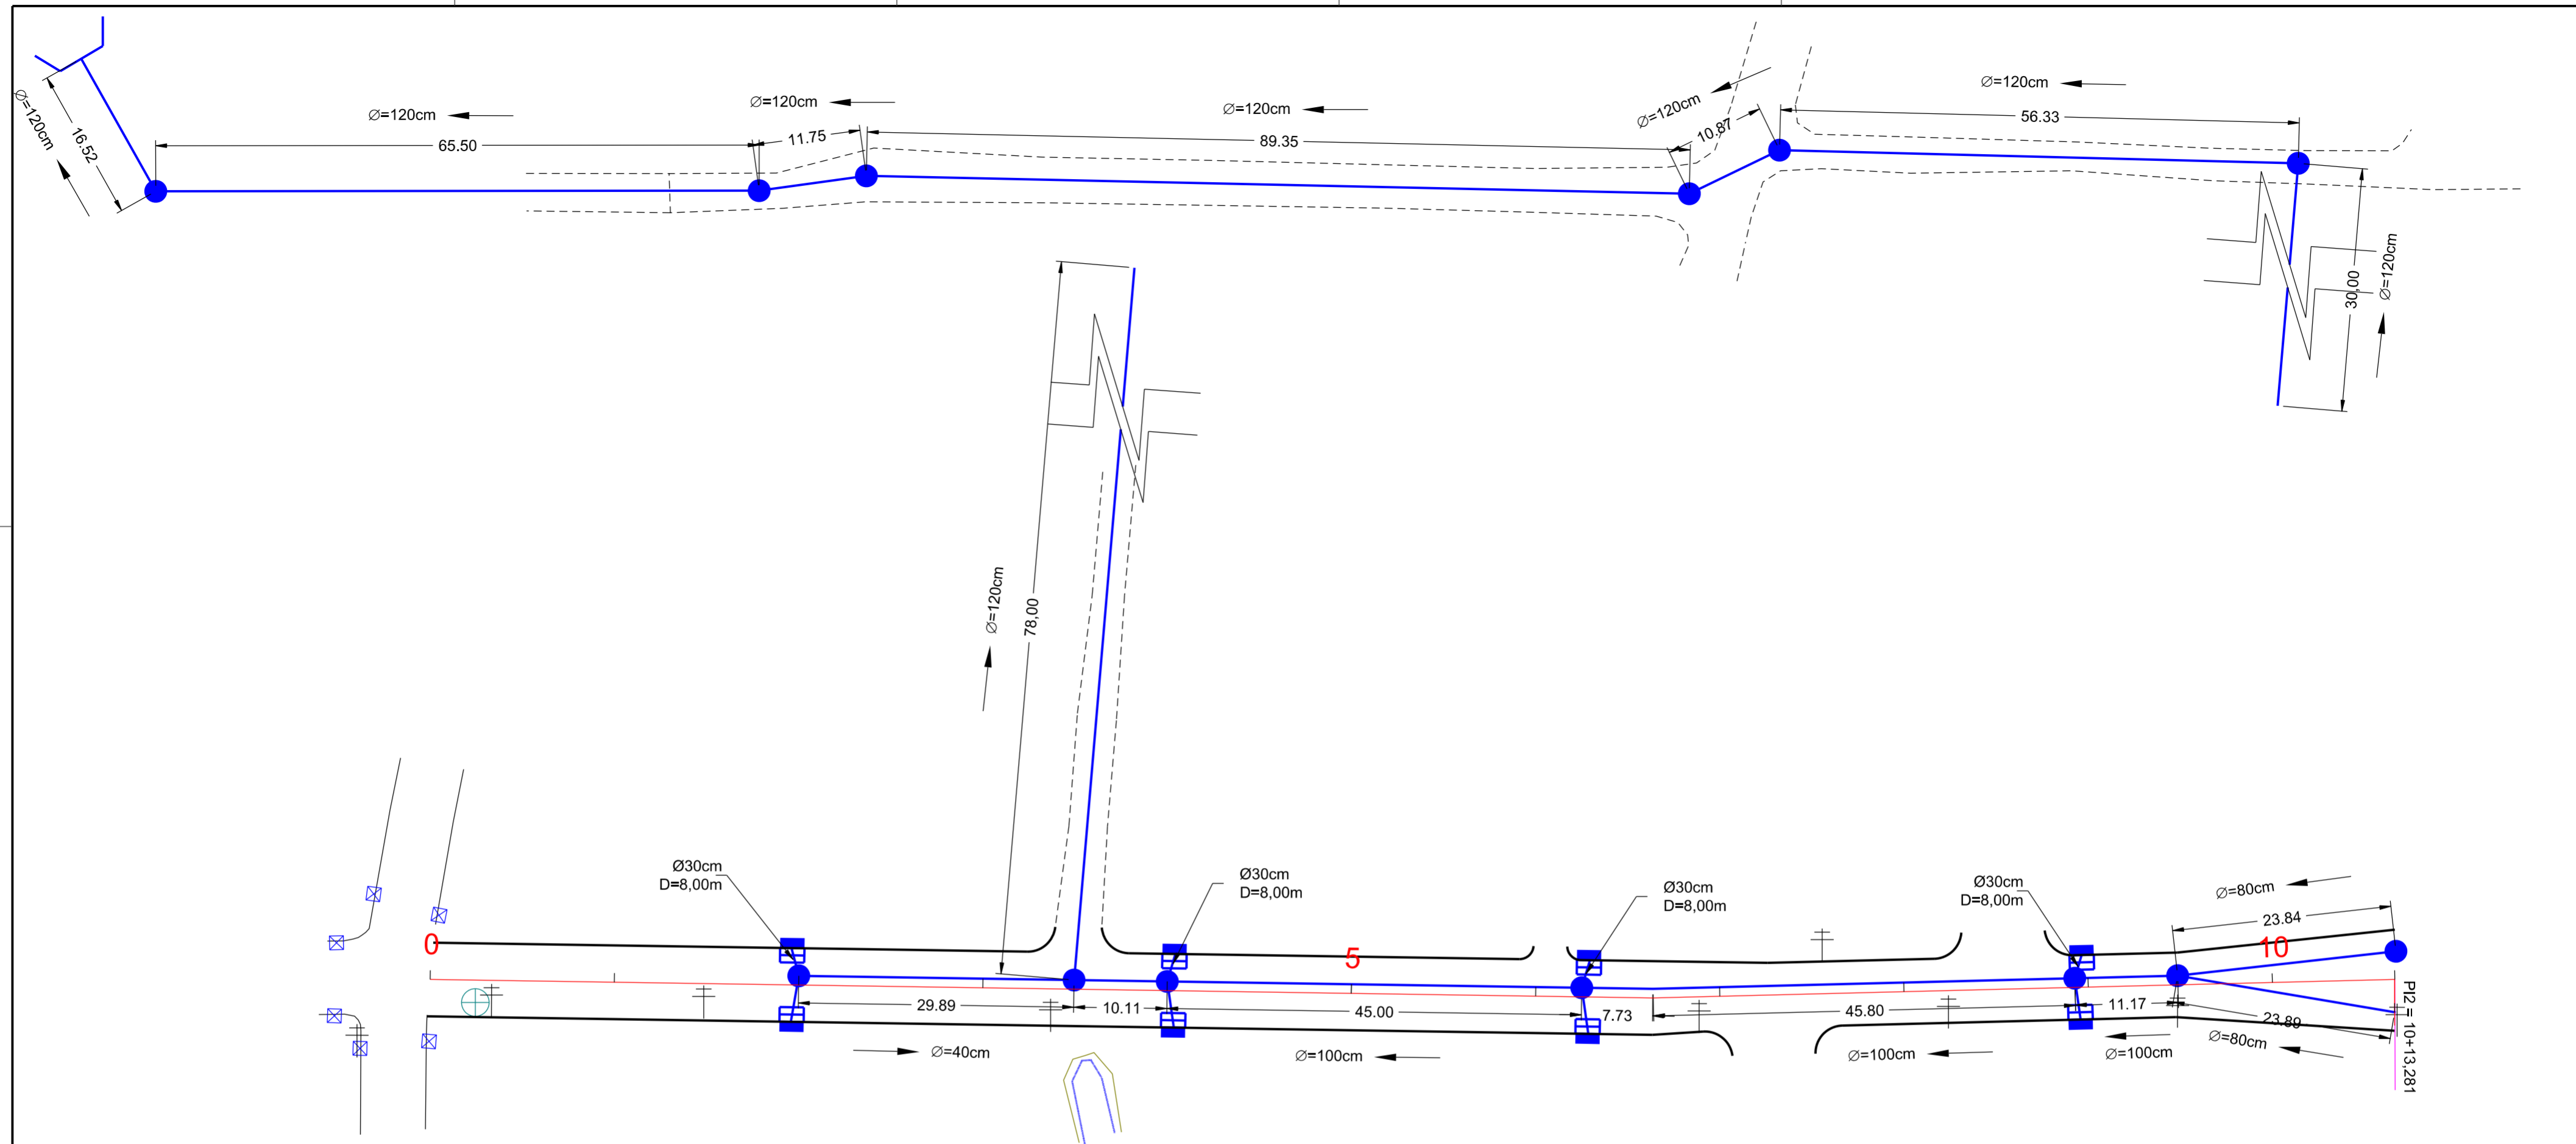 ∅=120cm
16.52
∅=120cm
65.50
∅=120cm
11.75
∅=120cm
89.35
∅=120cm
10.87
∅=120cm
56.33
30,00
∅=120cm
∅=120cm
78,00
Ø30cm
D=8,00m
Ø30cm
D=8,00m
Ø30cm
D=8,00m
Ø30cm
D=8,00m
∅=80cm
23.84
0
5
10
29.89
10.11
45.00
7.73
45.80
11.17
23.89
∅=40cm
∅=100cm
∅=100cm
∅=100cm
∅=80cm
PI2 = 10+13,281